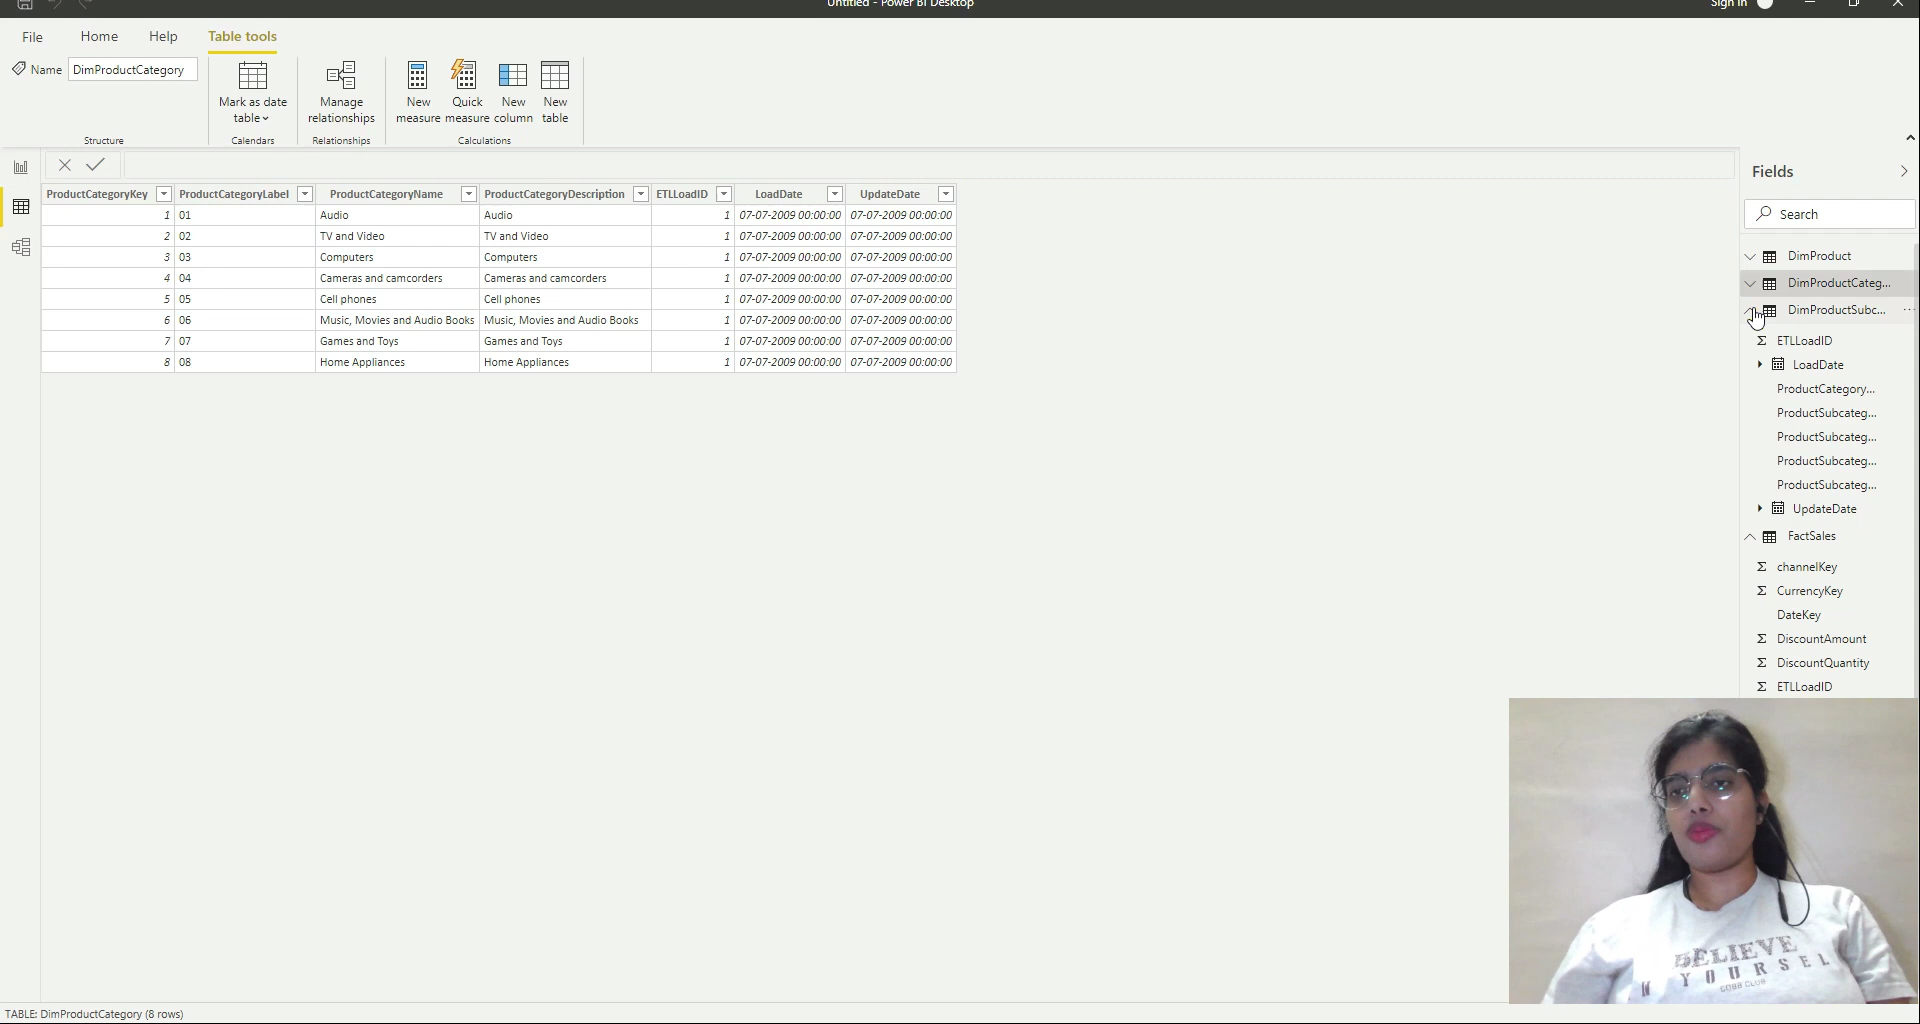 Untitled - Power BI Desktop
Sign in
File Home Help Table tools
Name DimProductCategory
Mark as date table
Manage relationships
New measure
Quick measure
New column
New table
Structure Calendars Relationships Calculations
ProductCategoryKey ProductCategoryLabel ProductCategoryName ProductCategoryDescription ETLLoadID LoadDate UpdateDate
1 01 Audio Audio 1 07-07-2009 00:00:00 07-07-2009 00:00:00
2 02 TV and Video TV and Video 1 07-07-2009 00:00:00 07-07-2009 00:00:00
3 03 Computers Computers 1 07-07-2009 00:00:00 07-07-2009 00:00:00
4 04 Cameras and camcorders Cameras and camcorders 1 07-07-2009 00:00:00 07-07-2009 00:00:00
5 05 Cell phones Cell phones 1 07-07-2009 00:00:00 07-07-2009 00:00:00
6 06 Music, Movies and Audio Books Music, Movies and Audio Books 1 07-07-2009 00:00:00 07-07-2009 00:00:00
7 07 Games and Toys Games and Toys 1 07-07-2009 00:00:00 07-07-2009 00:00:00
8 08 Home Appliances Home Appliances 1 07-07-2009 00:00:00 07-07-2009 00:00:00
Fields
Search
DimProduct
DimProductCateg...
DimProductSubc... ...
Σ ETLLoadID
LoadDate
ProductCategory...
ProductSubcateg...
ProductSubcateg...
ProductSubcateg...
ProductSubcateg...
UpdateDate
FactSales
Σ channelKey
Σ CurrencyKey
DateKey
Σ DiscountAmount
Σ DiscountQuantity
Σ ETLLoadID
BELIEVE
YOURSEL
TABLE: DimProductCategory (8 rows)